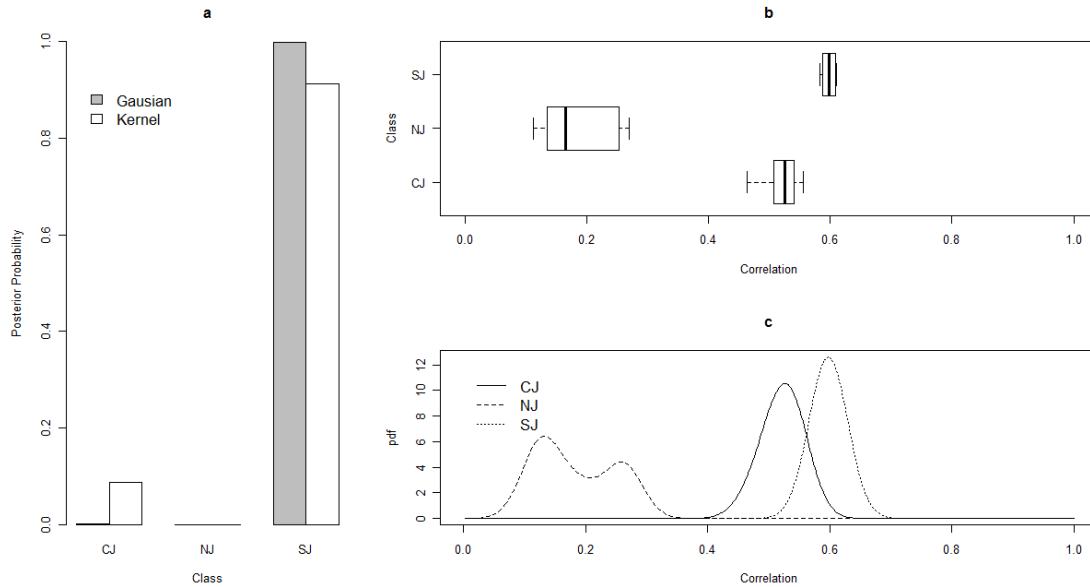 a
1.0
0.8
0.6
0.4
0.2
0.0
Posterior Probability
Gausian
Kernel
CJ NJ SJ
Class
b
SJ
NJ
CJ
Class
0.0 0.2 0.4 0.6 0.8 1.0
Correlation
c
12
10
8
6
4
2
0
pdf
CJ
NJ
SJ
0.0 0.2 0.4 0.6 0.8 1.0
Correlation